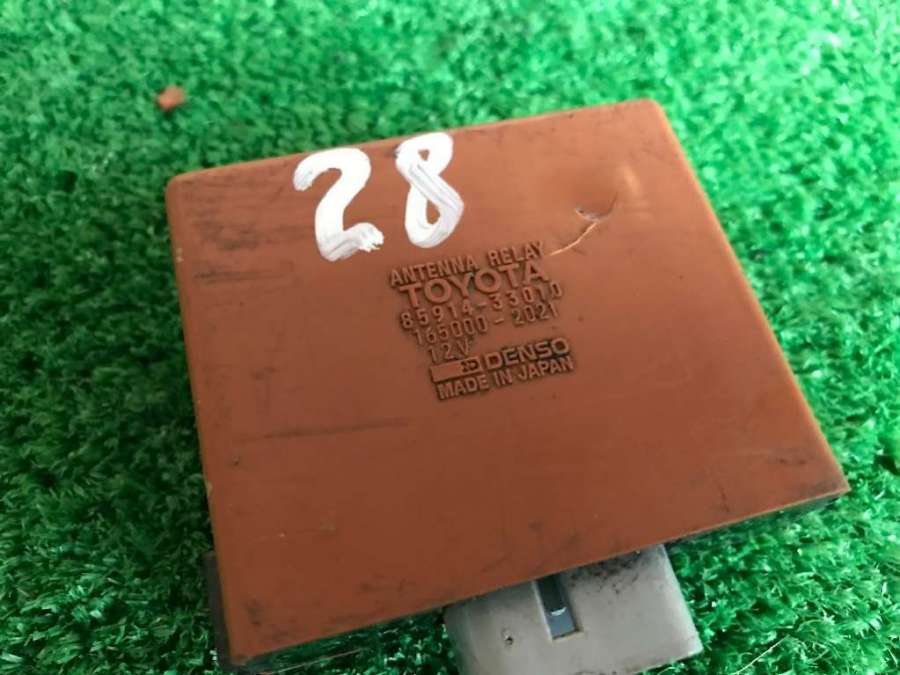 28
ANTENNA RELAY
TOYOTA
85914-33010
165000-2021
12V
DENSO
MADE IN JAPAN